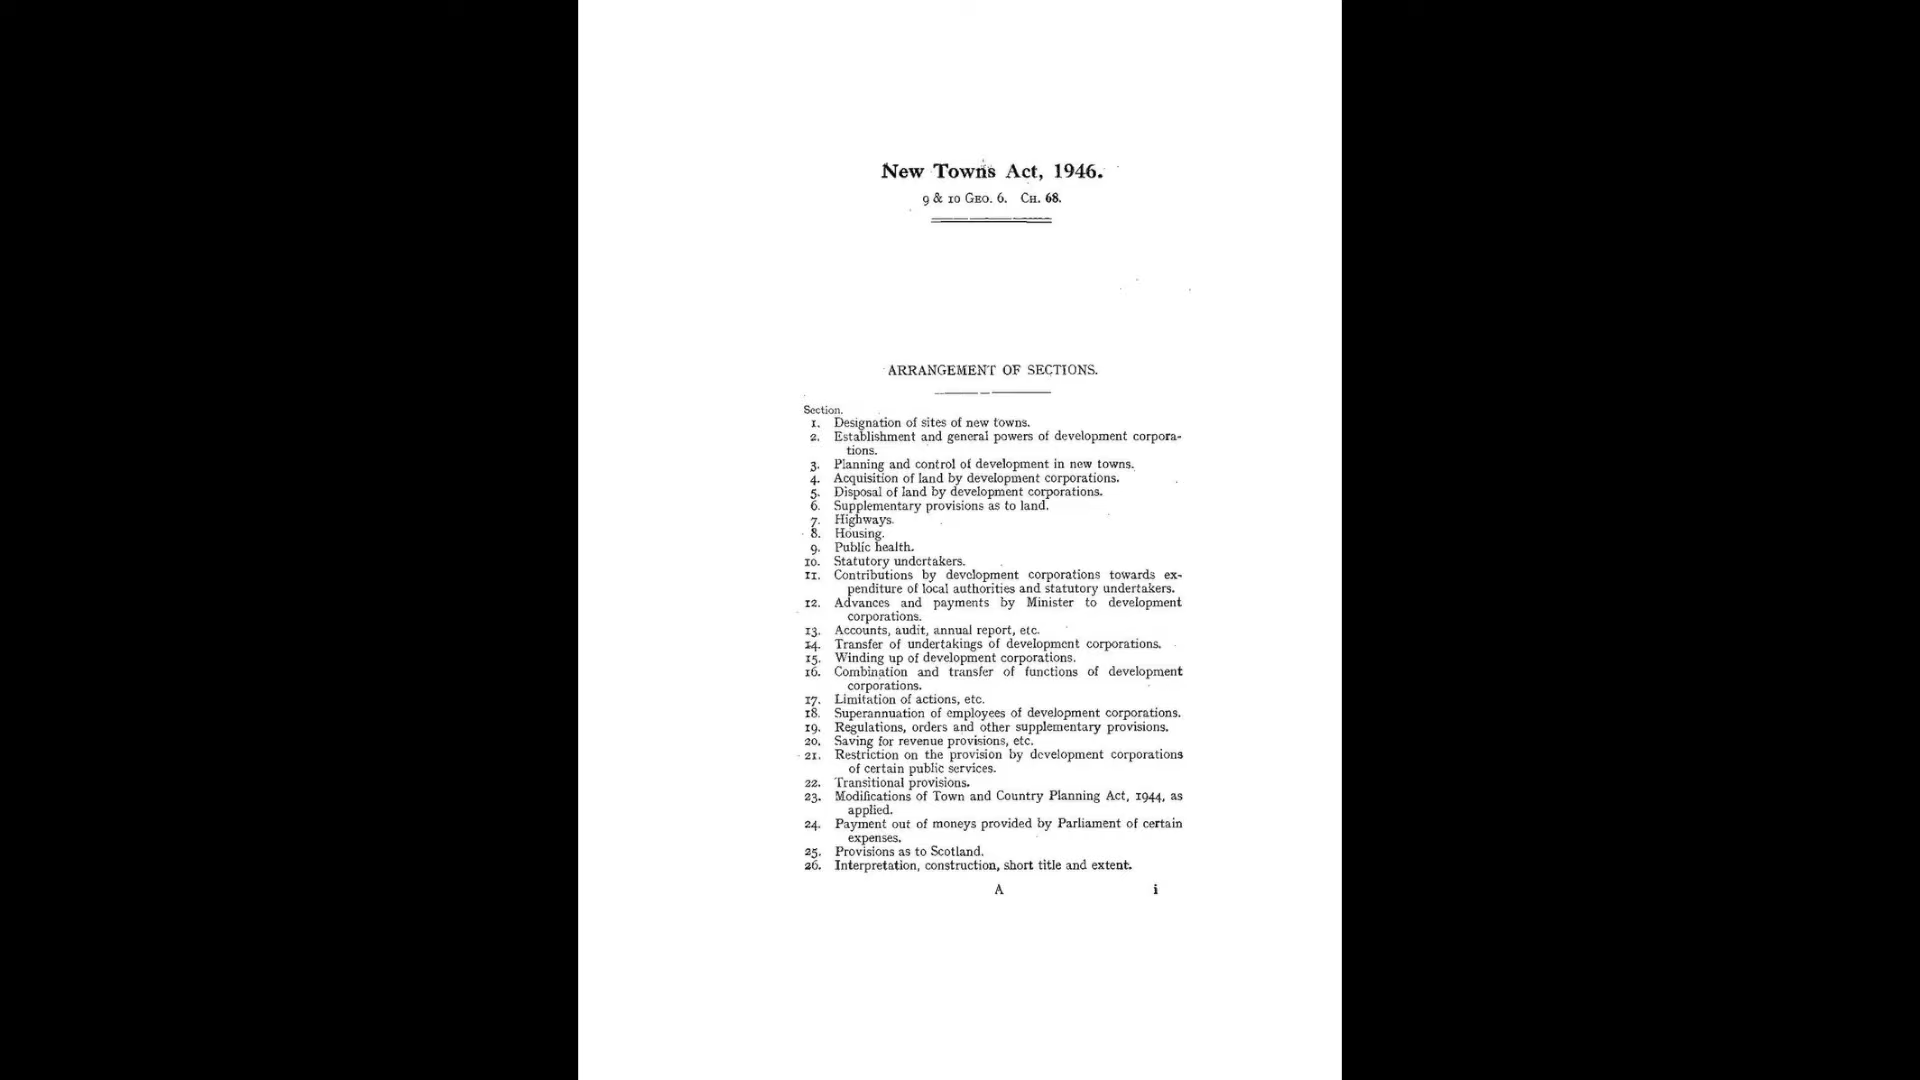 New Towns Act, 1946.
9 & 10 GEO. 6. CH. 68.
ARRANGEMENT OF SECTIONS.
Section.
1. Designation of sites of new towns.
2. Establishment and general powers of development corpora-
tions.
3. Planning and control of development in new towns.
4. Acquisition of land by development corporations.
5. Disposal of land by development corporations.
6. Supplementary provisions as to land.
7. Highways.
8. Housing.
9. Public health.
10. Statutory undertakers.
11. Contributions by development corporations towards ex-
penditure of local authorities and statutory undertakers.
12. Advances and payments by Minister to development
corporations.
13. Accounts, audit, annual report, etc.
14. Transfer of undertakings of development corporations.
15. Winding up of development corporations.
16. Combination and transfer of functions of development
corporations.
17. Limitation of actions, etc.
18. Superannuation of employees of development corporations.
19. Regulations, orders and other supplementary provisions.
20. Saving for revenue provisions, etc.
21. Restriction on the provision by development corporations
of certain public services.
22. Transitional provisions.
23. Modifications of Town and Country Planning Act, 1944, as
applied.
24. Payment out of moneys provided by Parliament of certain
expenses.
25. Provisions as to Scotland.
26. Interpretation, construction, short title and extent.
A i